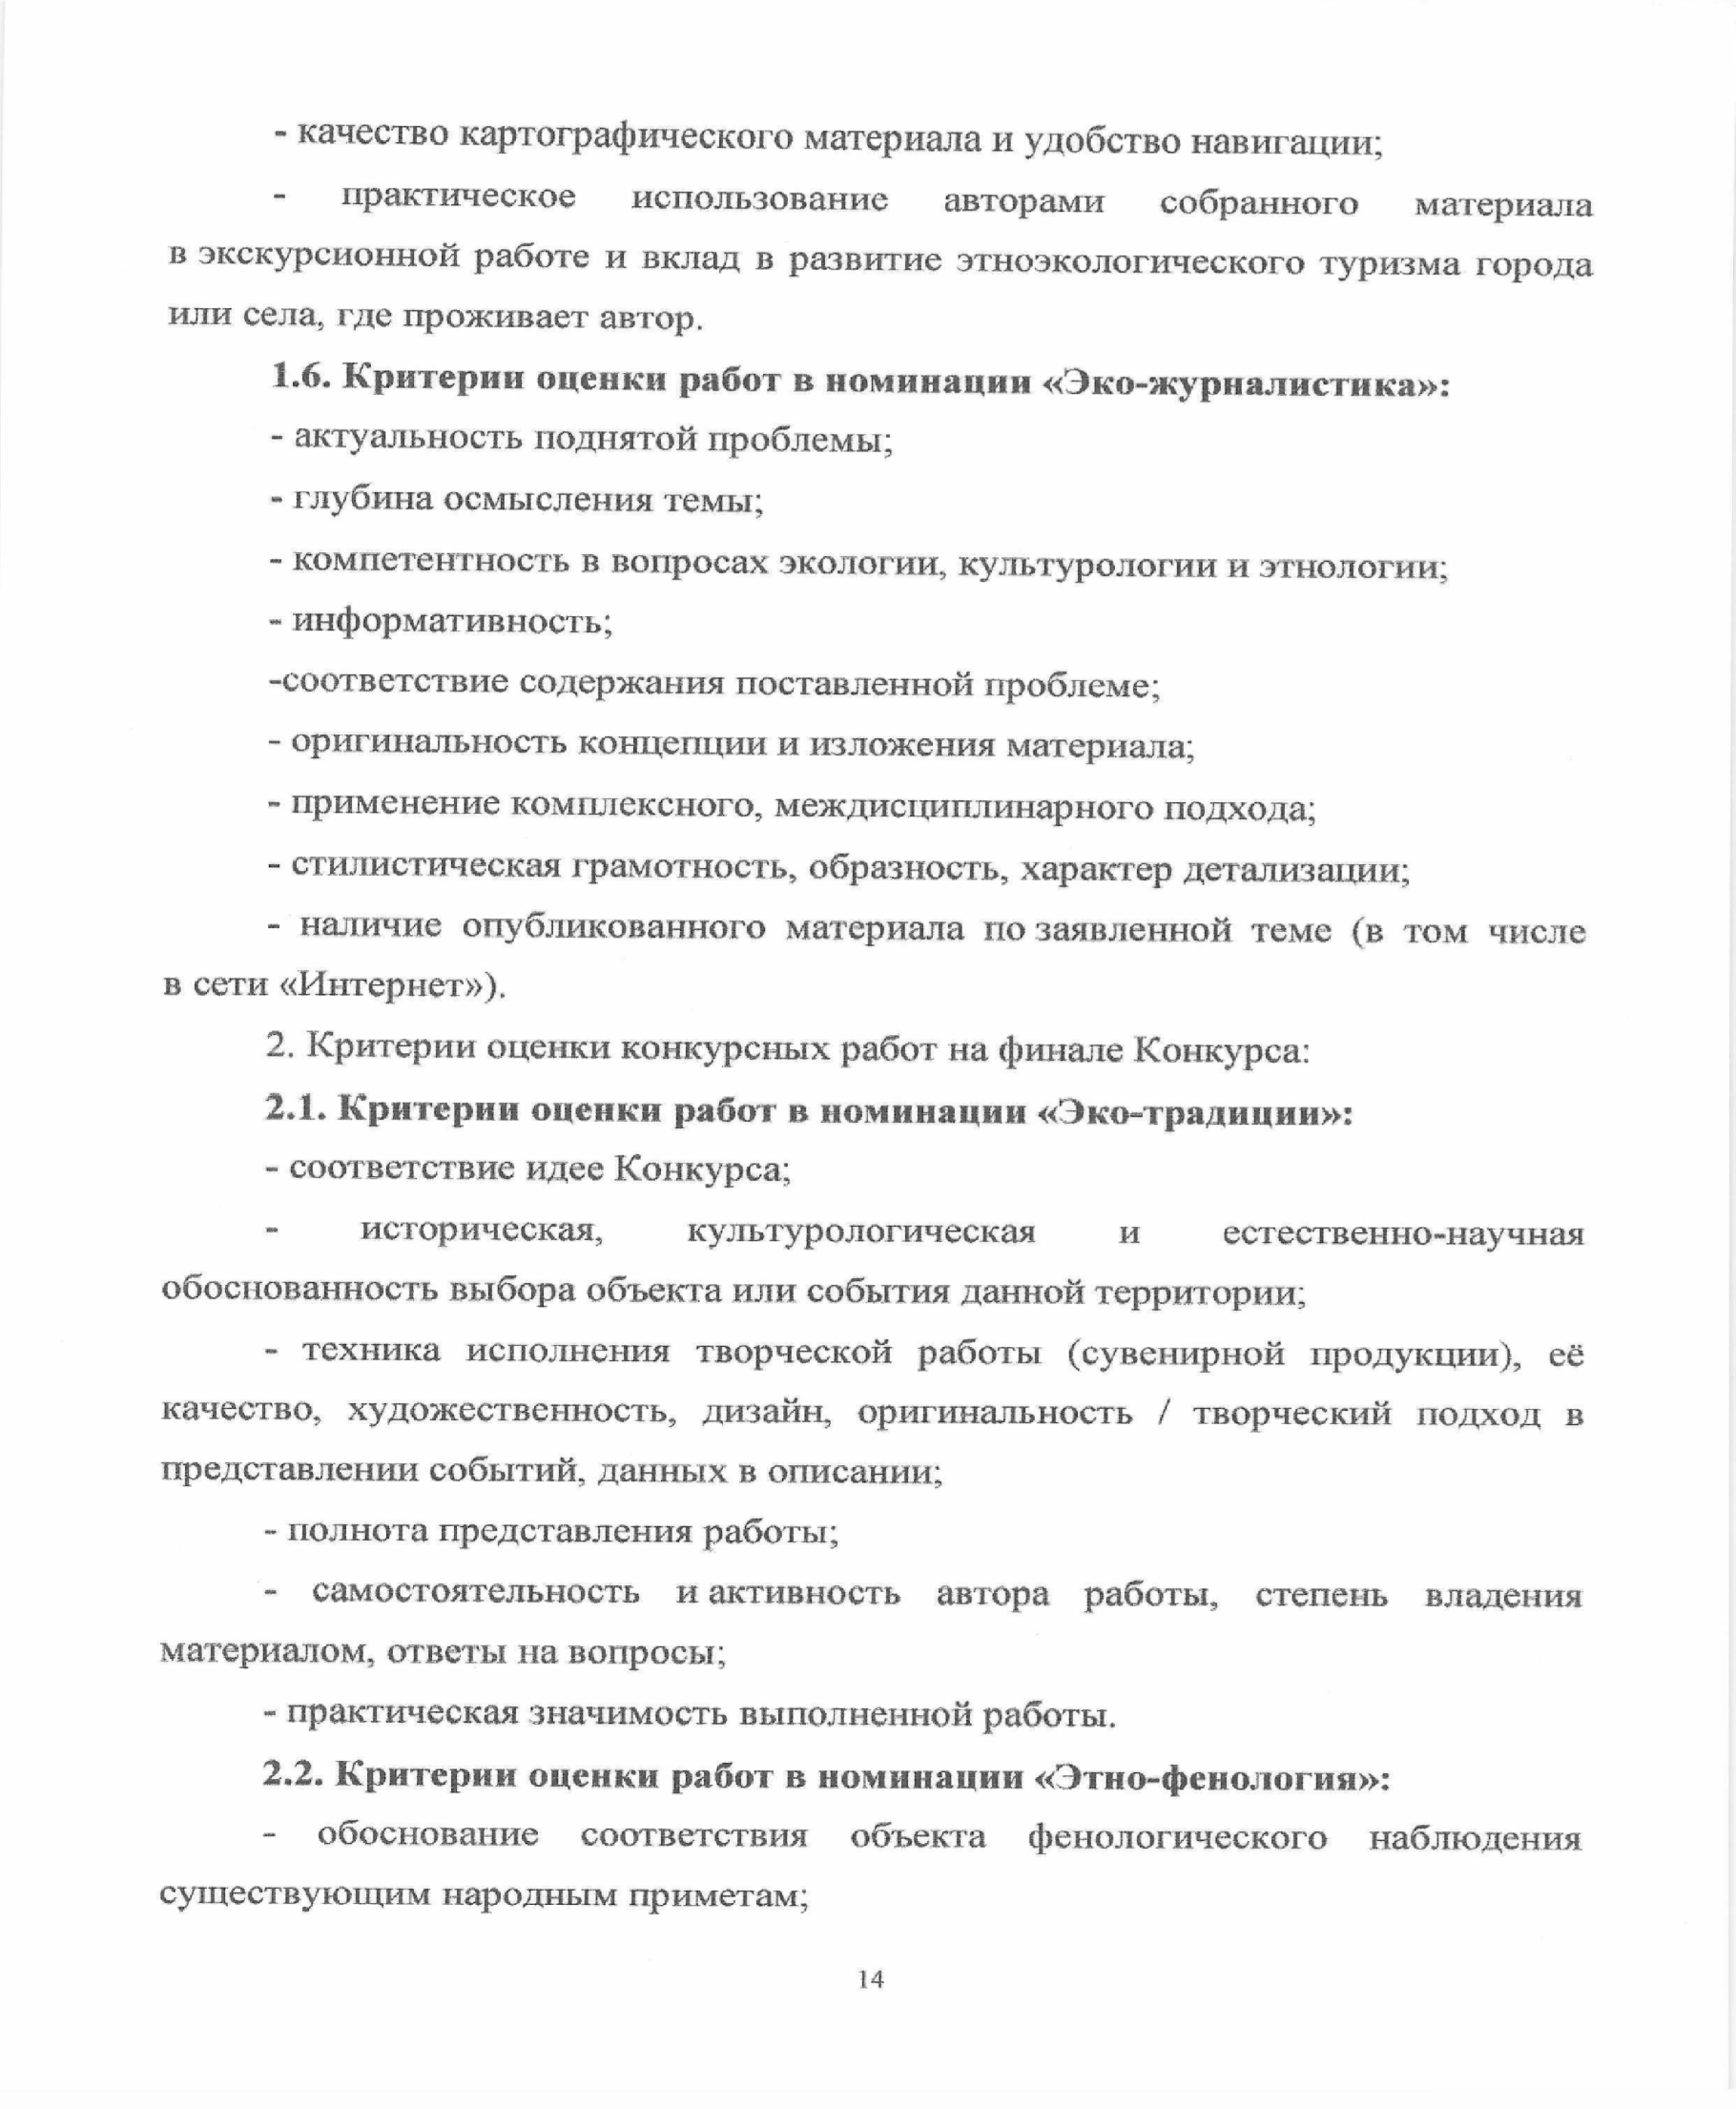 - качество картографического материала и удобство навигации;
- практическое использование авторами собранного материала
в экскурсионной работе и вклад в развитие этноэкологического туризма города
или села, где проживает автор.
1.6. Критерии оценки работ в номинации «Эко-журналистика»:
- актуальность поднятой проблемы;
- глубина осмысления темы;
- компетентность в вопросах экологии, культурологии и этнологии;
- информативность;
-соответствие содержания поставленной проблеме;
- оригинальность концепции и изложения материала;
- применение комплексного, междисциплинарного подхода;
- стилистическая грамотность, образность, характер детализации;
- наличие опубликованного материала по заявленной теме (в том числе
в сети «Интернет»).
2. Критерии оценки конкурсных работ на финале Конкурса:
2.1. Критерии оценки работ в номинации «Эко-традиции»:
- соответствие идее Конкурса;
- историческая, культурологическая и естественно-научная
обоснованность выбора объекта или события данной территории;
- техника исполнения творческой работы (сувенирной продукции), её
качество, художественность, дизайн, оригинальность / творческий подход в
представлении событий, данных в описании;
- полнота представления работы;
- самостоятельность и активность автора работы, степень владения
материалом, ответы на вопросы;
- практическая значимость выполненной работы.
2.2. Критерии оценки работ в номинации «Этно-фенология»:
- обоснование соответствия объекта фенологического наблюдения
существующим народным приметам;
14